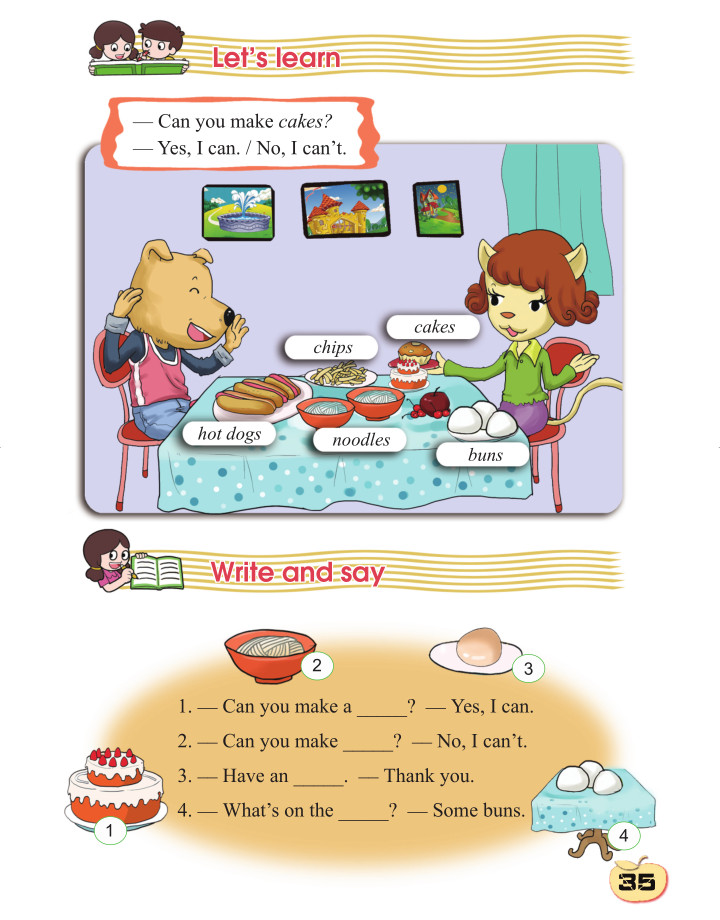 Let's learn
— Can you make cakes?
— Yes, I can. / No, I can't.
cakes
chips
hot dogs
noodles
buns
Write and say
2
3
1. — Can you make a _____? — Yes, I can.
2. — Can you make _____? — No, I can't.
3. — Have an _____. — Thank you.
4. — What's on the _____? — Some buns.
1
4
35